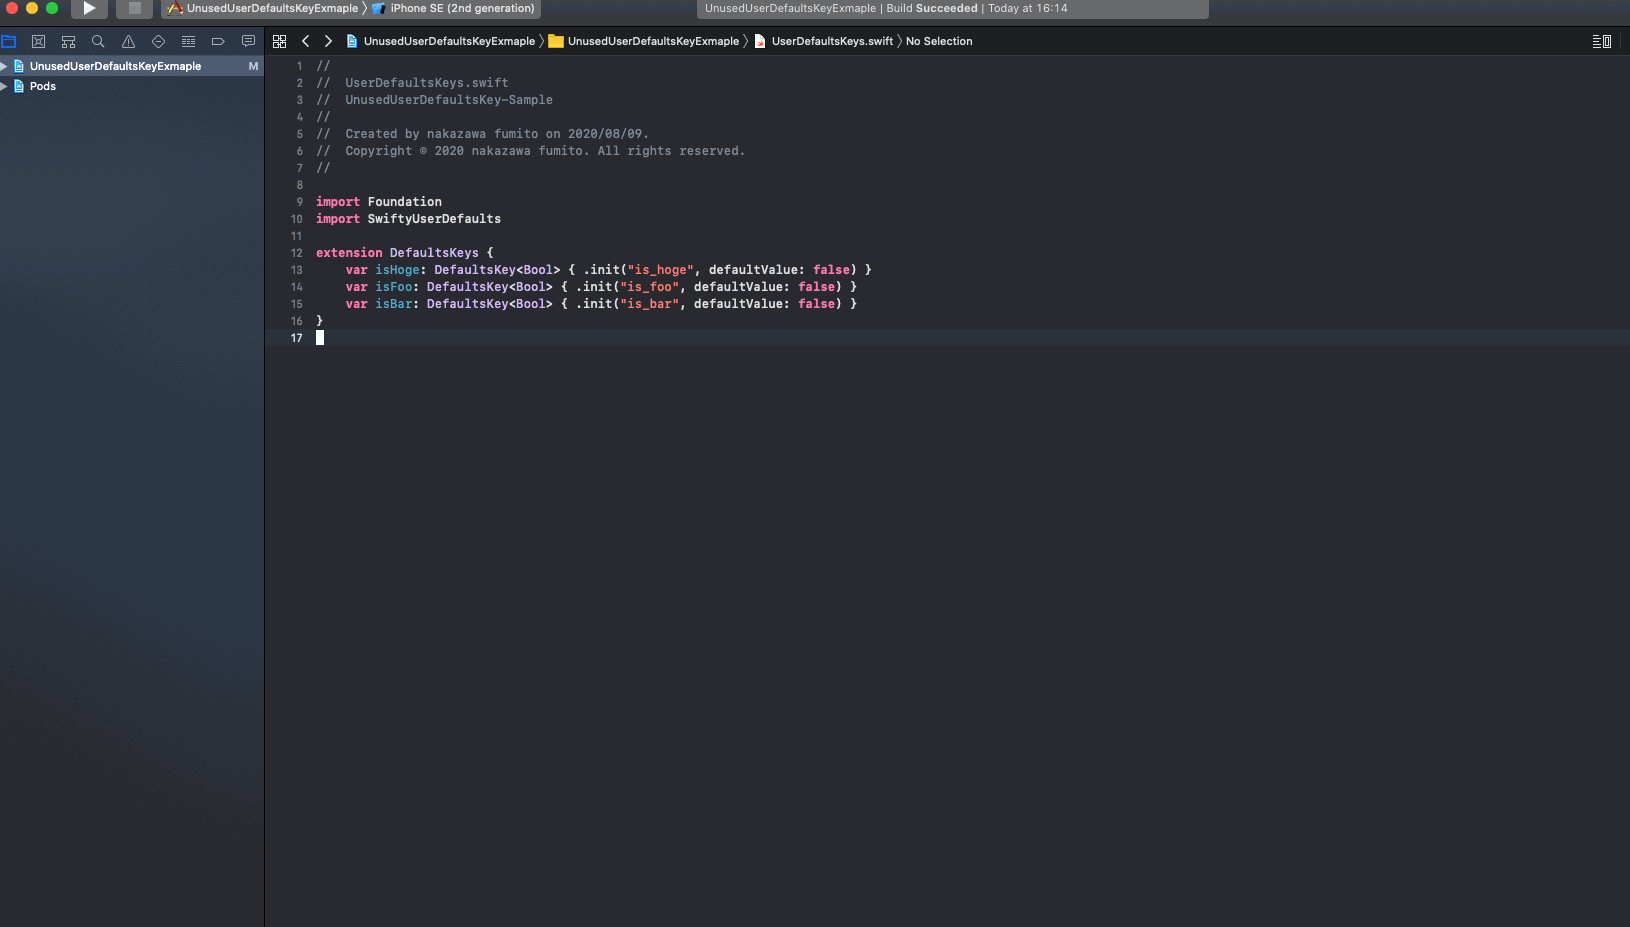 UnusedUserDefaultsKeyExmaple 〉 iPhone SE (2nd generation)
UnusedUserDefaultsKeyExmaple | Build Succeeded | Today at 16:14
UnusedUserDefaultsKeyExmaple 〉 UnusedUserDefaultsKeyExmaple 〉 UserDefaultsKeys.swift 〉 No Selection
UnusedUserDefaultsKeyExmaple M
Pods
1 //
2 //  UserDefaultsKeys.swift
3 //  UnusedUserDefaultsKey-Sample
4 //
5 //  Created by nakazawa fumito on 2020/08/09.
6 //  Copyright © 2020 nakazawa fumito. All rights reserved.
7 //
8
9 import Foundation
10 import SwiftyUserDefaults
11
12 extension DefaultsKeys {
13     var isHoge: DefaultsKey<Bool> { .init("is_hoge", defaultValue: false) }
14     var isFoo: DefaultsKey<Bool> { .init("is_foo", defaultValue: false) }
15     var isBar: DefaultsKey<Bool> { .init("is_bar", defaultValue: false) }
16 }
17